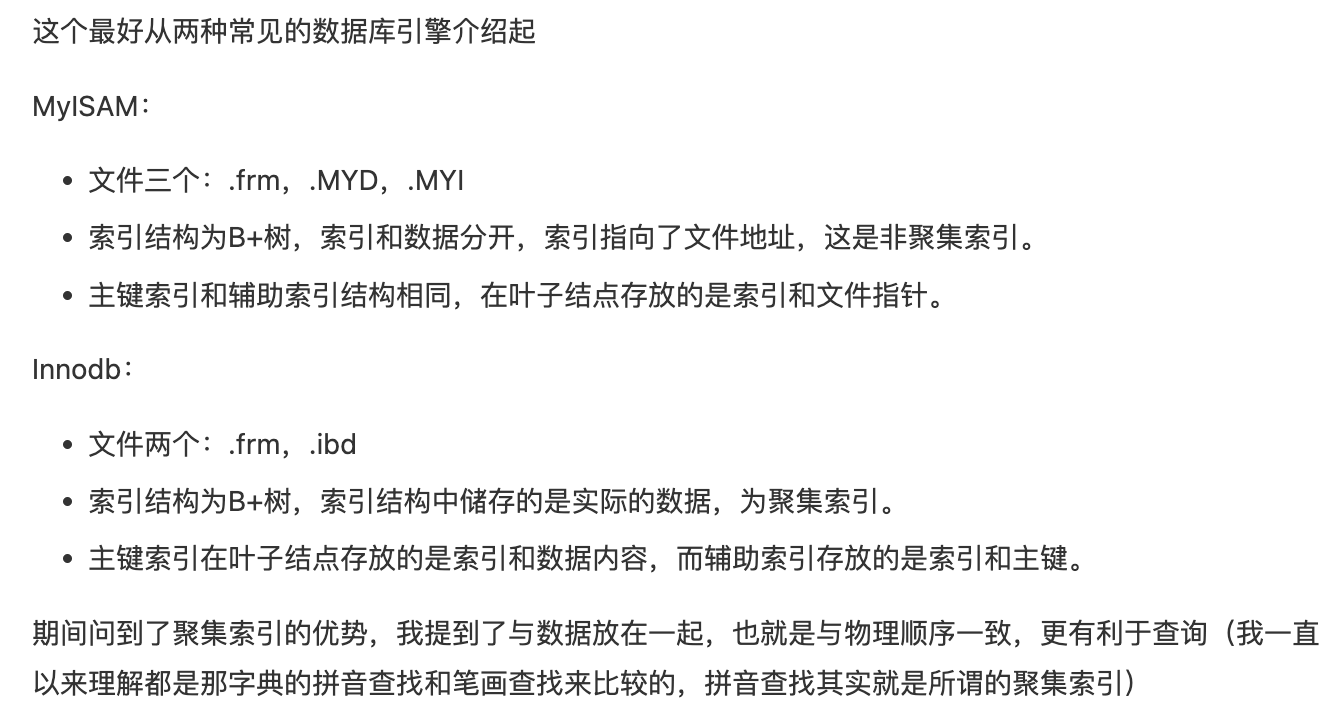 这个最好从两种常见的数据库引擎介绍起
MyISAM：
• 文件三个：.frm，.MYD，.MYI
• 索引结构为B+树，索引和数据分开，索引指向了文件地址，这是非聚集索引。
• 主键索引和辅助索引结构相同，在叶子结点存放的是索引和文件指针。
Innodb：
• 文件两个：.frm，.ibd
• 索引结构为B+树，索引结构中储存的是实际的数据，为聚集索引。
• 主键索引在叶子结点存放的是索引和数据内容，而辅助索引存放的是索引和主键。
期间问到了聚集索引的优势，我提到了与数据放在一起，也就是与物理顺序一致，更有利于查询（我一直
以来理解都是那字典的拼音查找和笔画查找来比较的，拼音查找其实就是所谓的聚集索引）